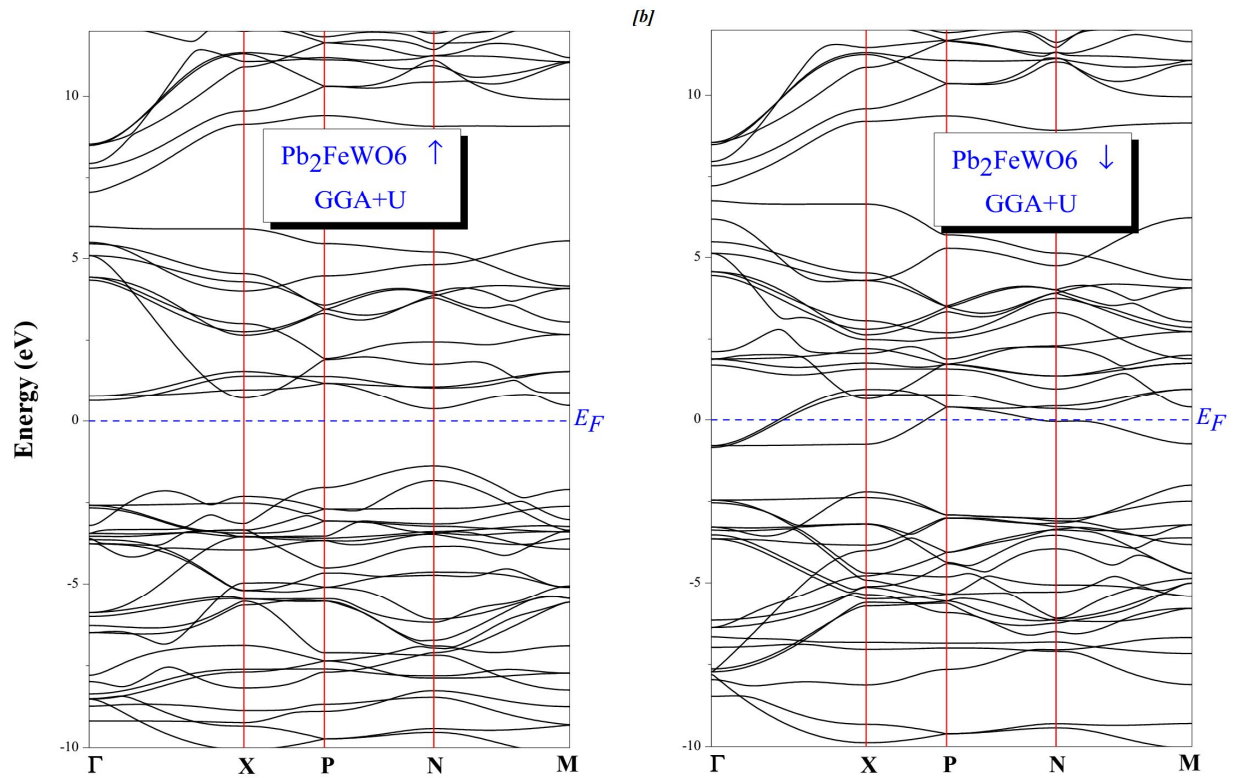 [b]
Energy (eV)
10
5
0
-5
-10
Pb2FeWO6 ↑
GGA+U
EF
Γ X P N M
10
5
0
-5
-10
Pb2FeWO6 ↓
GGA+U
EF
Γ X P N M